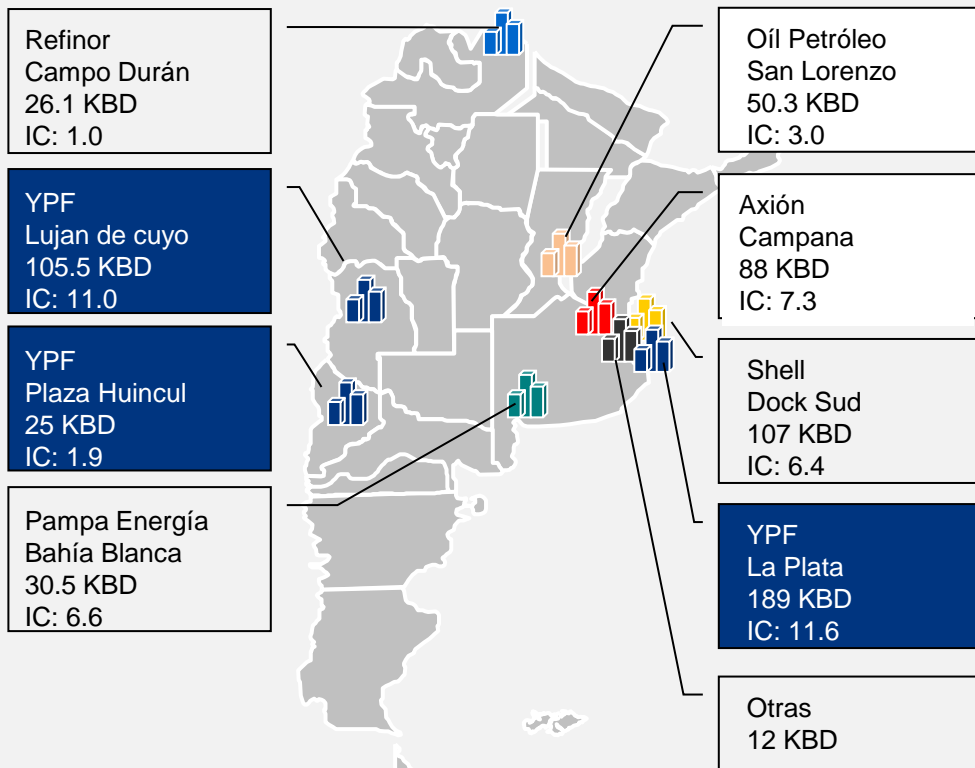 Refinor
Campo Durán
26.1 KBD
IC: 1.0
YPF
Lujan de cuyo
105.5 KBD
IC: 11.0
YPF
Plaza Huincul
25 KBD
IC: 1.9
Pampa Energía
Bahía Blanca
30.5 KBD
IC: 6.6
Oíl Petróleo
San Lorenzo
50.3 KBD
IC: 3.0
Axión
Campana
88 KBD
IC: 7.3
Shell
Dock Sud
107 KBD
IC: 6.4
YPF
La Plata
189 KBD
IC: 11.6
Otras
12 KBD